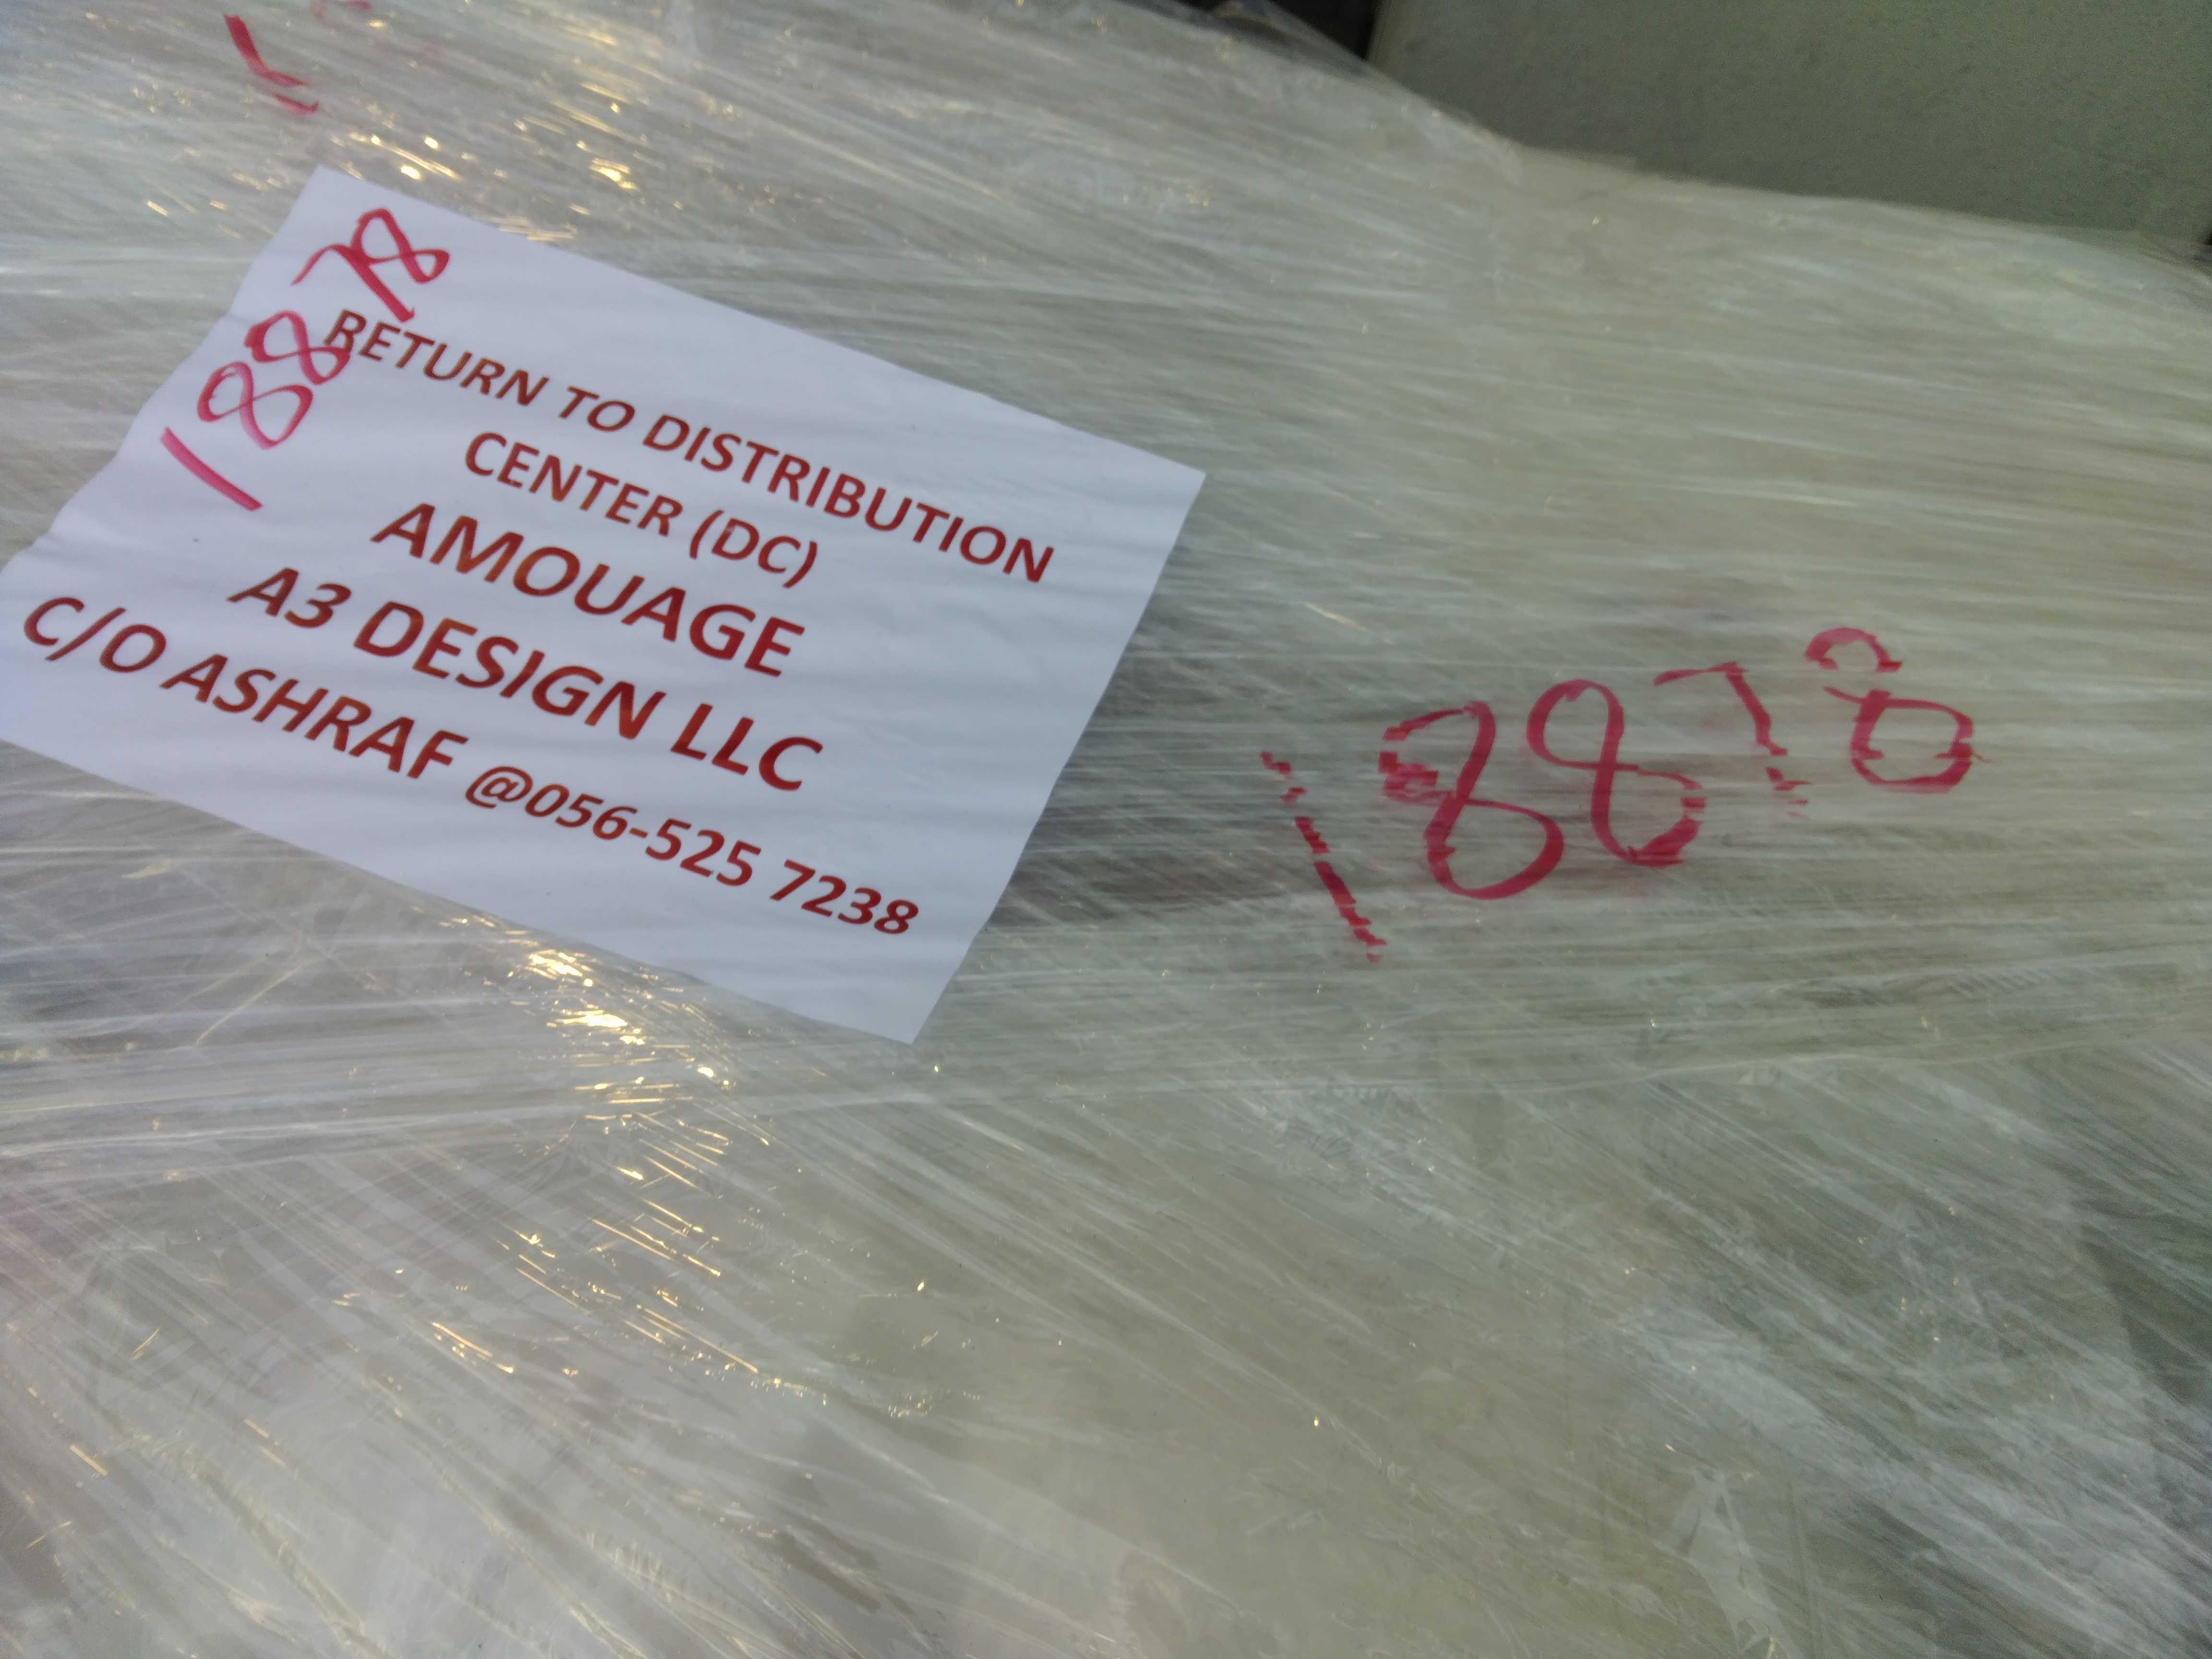 18878
RETURN TO DISTRIBUTION
CENTER (DC)
AMOUAGE
A3 DESIGN LLC
C/O ASHRAF @056-525 7238
18878